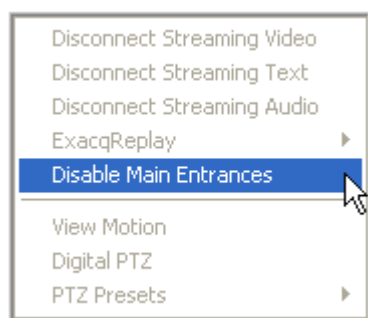 Disconnect Streaming Video
Disconnect Streaming Text
Disconnect Streaming Audio
ExacqReplay
Disable Main Entrances
View Motion
Digital PTZ
PTZ Presets